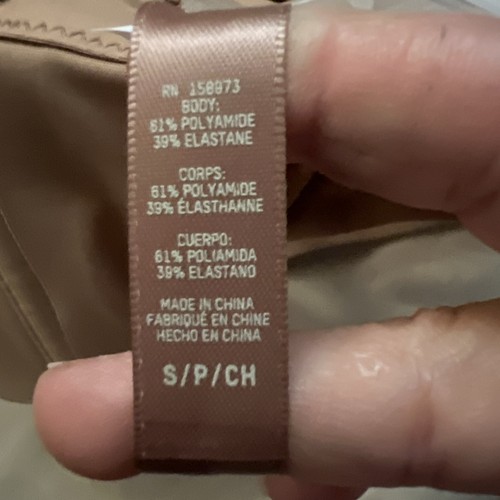 RN 158973
BODY:
61% POLYAMIDE
39% ELASTANE
CORPS:
61% POLYAMIDE
39% ÉLASTHANNE
CUERPO:
61% POLIAMIDA
39% ELASTANO
MADE IN CHINA
FABRIQUÉ EN CHINE
HECHO EN CHINA
S/P/CH